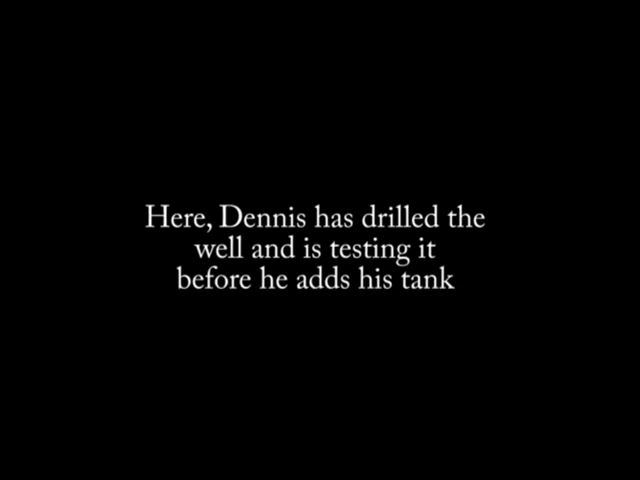 Here, Dennis has drilled the
well and is testing it
before he adds his tank